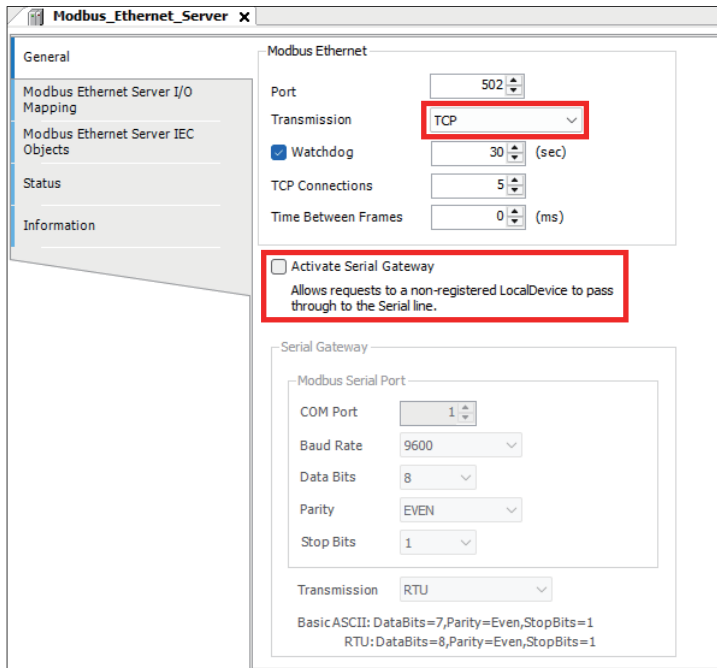 Modbus_Ethernet_Server x
General
Modbus Ethernet Server I/O
Mapping
Modbus Ethernet Server IEC
Objects
Status
Information
Modbus Ethernet
Port 502
Transmission TCP
Watchdog 30 (sec)
TCP Connections 5
Time Between Frames 0 (ms)
Activate Serial Gateway
Allows requests to a non-registered LocalDevice to pass
through to the Serial line.
Serial Gateway
Modbus Serial Port
COM Port 1
Baud Rate 9600
Data Bits 8
Parity EVEN
Stop Bits 1
Transmission RTU
Basic ASCII: DataBits=7,Parity=Even,StopBits=1
RTU:DataBits=8,Parity=Even,StopBits=1